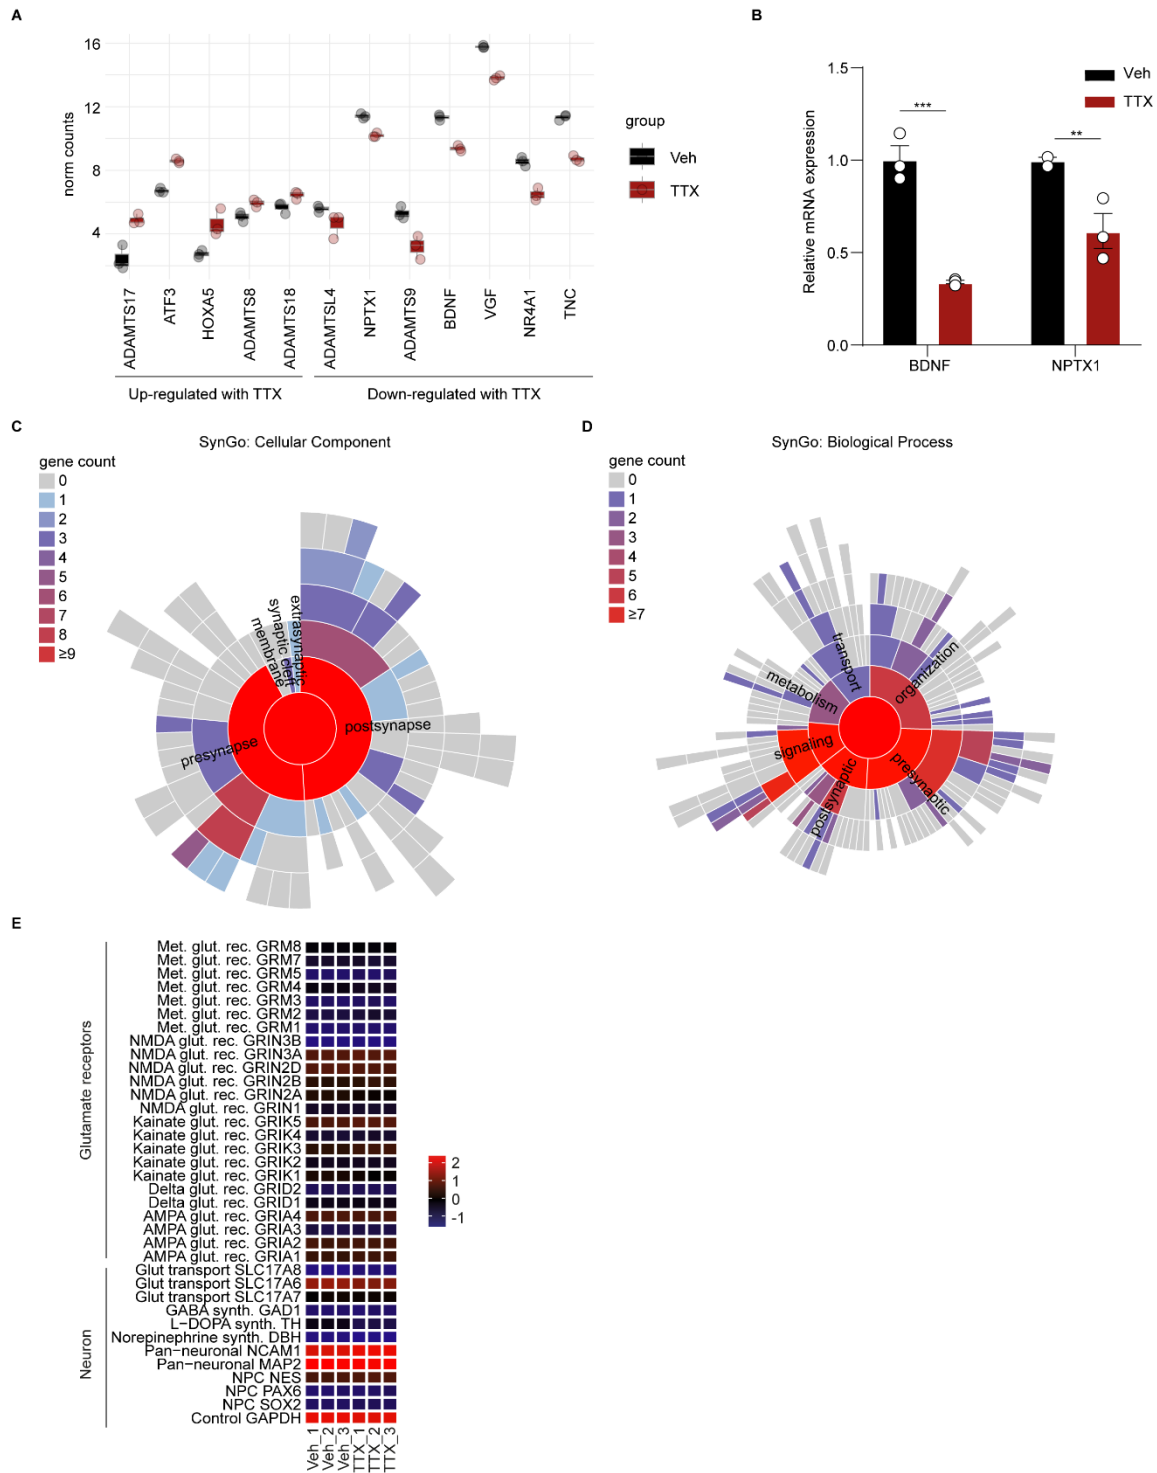 A
norm counts
16
12
8
4
ADAMTS17
ATF3
HOXA5
ADAMTS8
ADAMTS18
ADAMTSL4
NPTX1
ADAMTS9
BDNF
VGF
NR4A1
TNC
Up-regulated with TTX
Down-regulated with TTX
group
Veh
TTX
B
Relative mRNA expression
1.5
1.0
0.5
0.0
***
**
Veh
TTX
BDNF
NPTX1
C
SynGo: Cellular Component
gene count
0
1
2
3
4
5
6
7
8
≥9
extrasynaptic
synaptic cleft
membrane
presynapse
postsynapse
D
SynGo: Biological Process
gene count
0
1
2
3
4
5
6
≥7
transport
organization
metabolism
signaling
postsynaptic
presynaptic
E
Glutamate receptors
Met. glut. rec. GRM8
Met. glut. rec. GRM7
Met. glut. rec. GRM5
Met. glut. rec. GRM4
Met. glut. rec. GRM3
Met. glut. rec. GRM2
Met. glut. rec. GRM1
NMDA glut. rec. GRIN3B
NMDA glut. rec. GRIN3A
NMDA glut. rec. GRIN2D
NMDA glut. rec. GRIN2B
NMDA glut. rec. GRIN2A
NMDA glut. rec. GRIN1
Kainate glut. rec. GRIK5
Kainate glut. rec. GRIK4
Kainate glut. rec. GRIK3
Kainate glut. rec. GRIK2
Kainate glut. rec. GRIK1
Delta glut. rec. GRID2
Delta glut. rec. GRID1
AMPA glut. rec. GRIA4
AMPA glut. rec. GRIA3
AMPA glut. rec. GRIA2
AMPA glut. rec. GRIA1
Neuron
Glut transport SLC17A8
Glut transport SLC17A6
Glut transport SLC17A7
GABA synth. GAD1
L−DOPA synth. TH
Norepinephrine synth. DBH
Pan−neuronal NCAM1
Pan−neuronal MAP2
NPC NES
NPC PAX6
NPC SOX2
Control GAPDH
Veh_1
Veh_2
Veh_3
TTX_1
TTX_2
TTX_3
2
1
0
-1